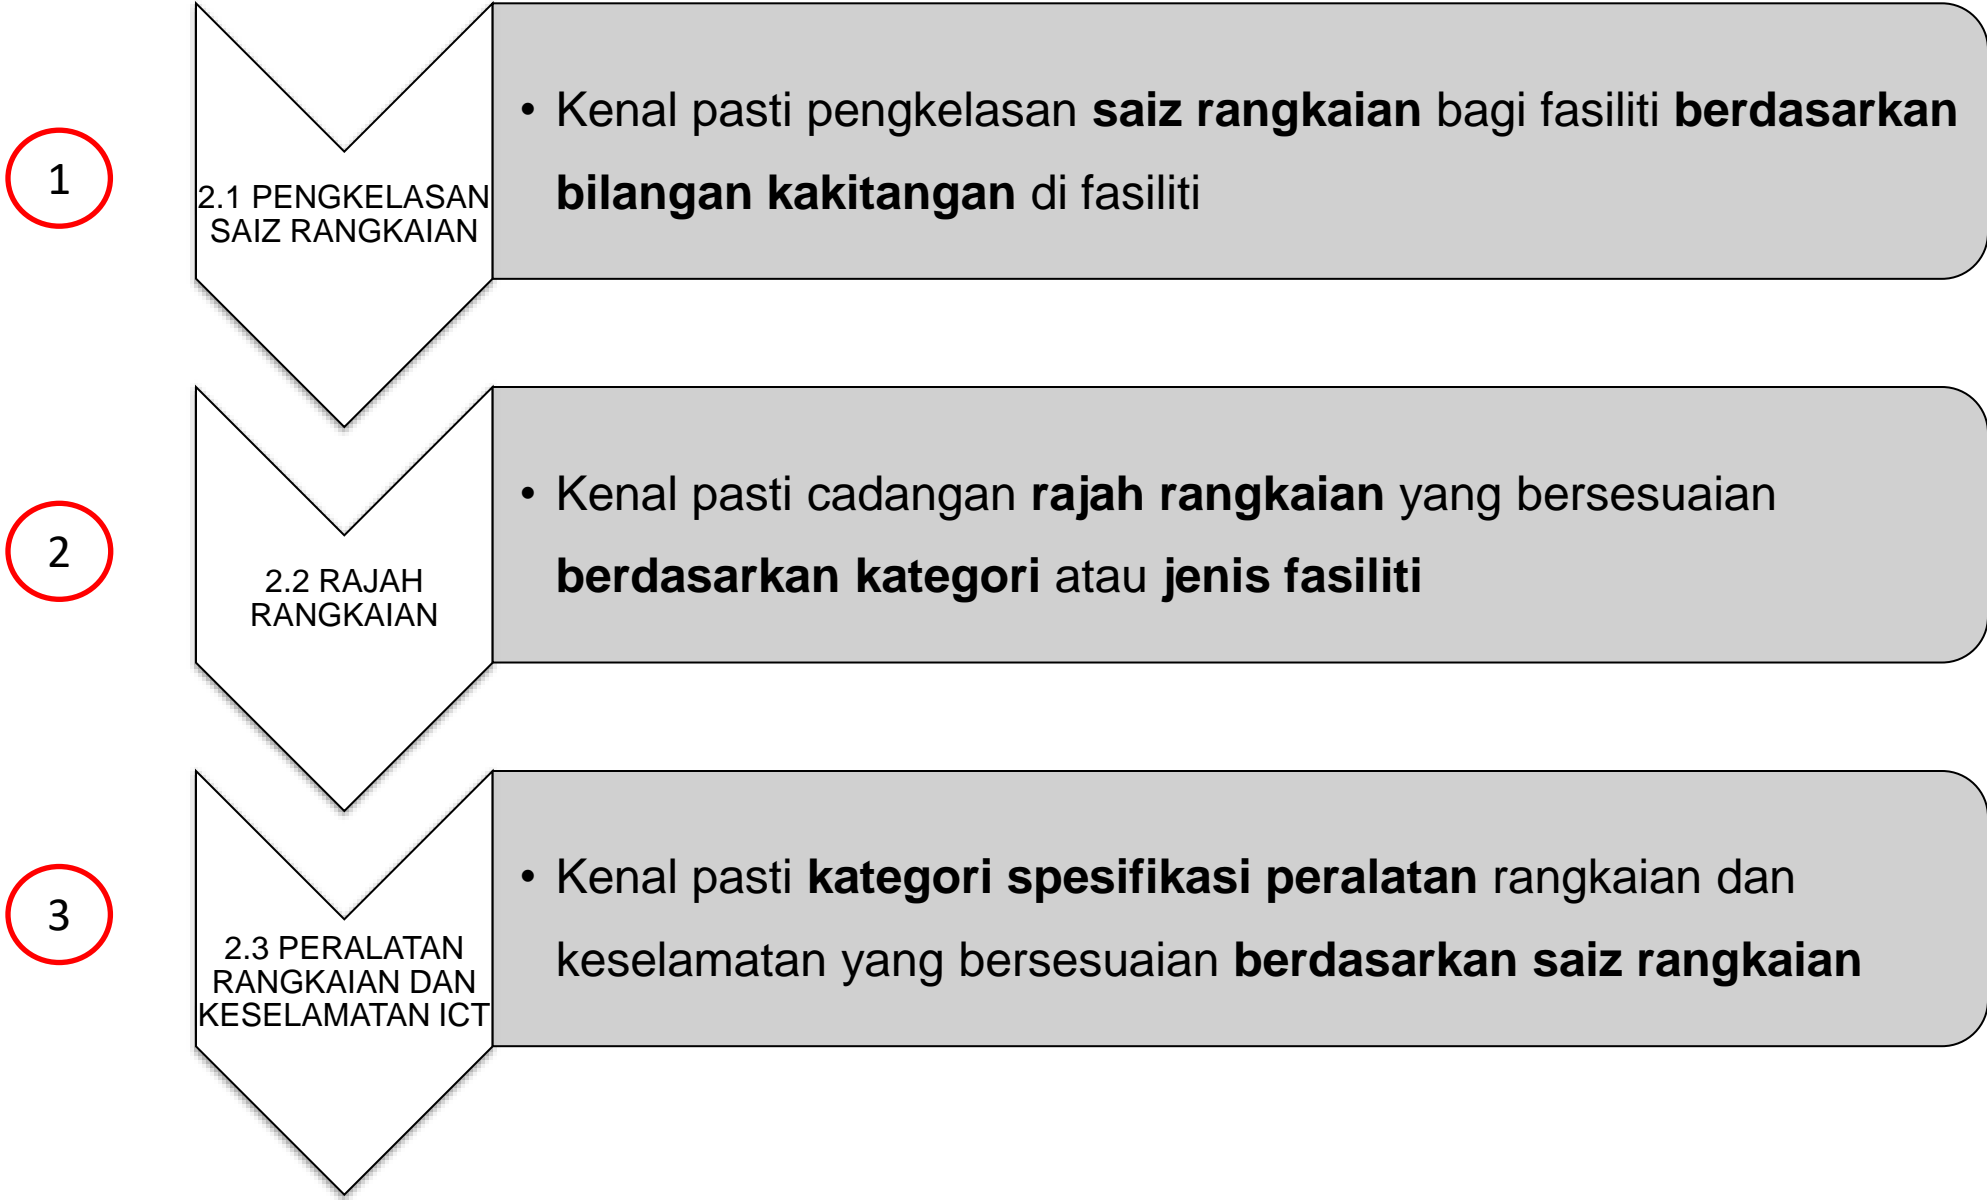 1
2.1 PENGKELASAN
SAIZ RANGKAIAN
• Kenal pasti pengkelasan saiz rangkaian bagi fasiliti berdasarkan
bilangan kakitangan di fasiliti
2
2.2 RAJAH
RANGKAIAN
• Kenal pasti cadangan rajah rangkaian yang bersesuaian
berdasarkan kategori atau jenis fasiliti
3
2.3 PERALATAN
RANGKAIAN DAN
KESELAMATAN ICT
• Kenal pasti kategori spesifikasi peralatan rangkaian dan
keselamatan yang bersesuaian berdasarkan saiz rangkaian